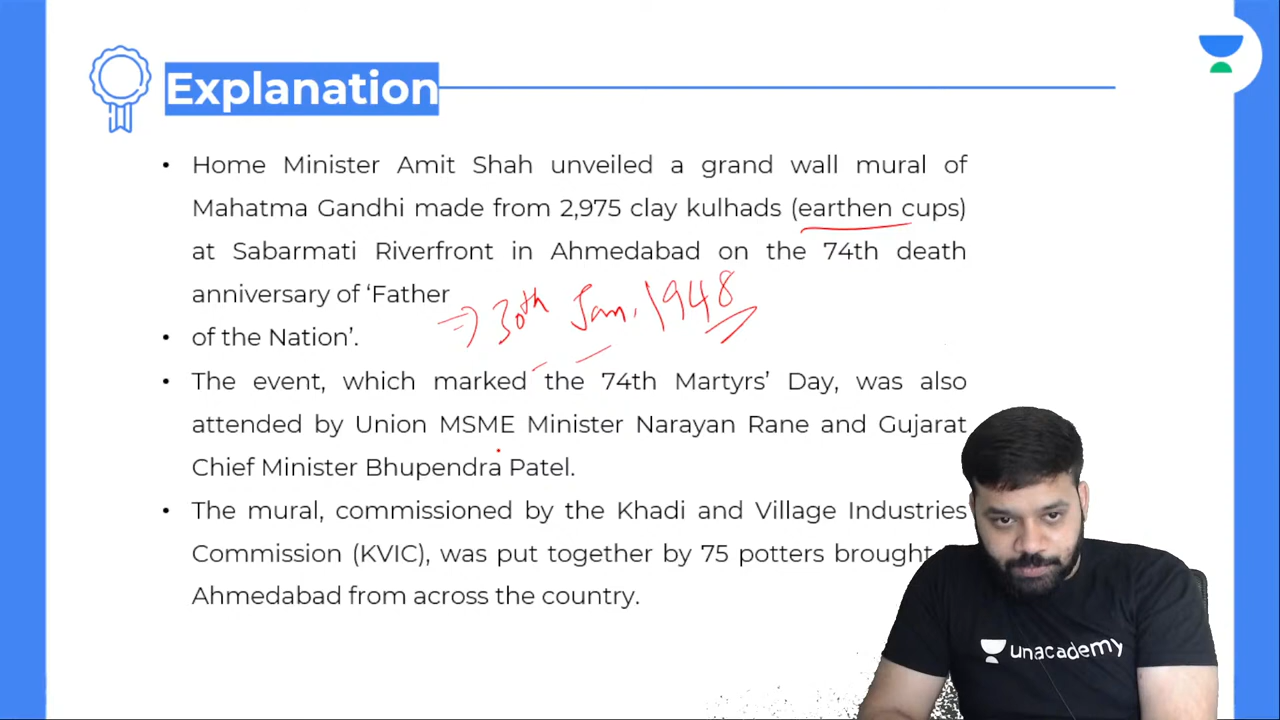 Explanation
• Home Minister Amit Shah unveiled a grand wall mural of
Mahatma Gandhi made from 2,975 clay kulhads (earthen cups)
at Sabarmati Riverfront in Ahmedabad on the 74th death
anniversary of ‘Father
⇒ 30th Jan. 1948
• of the Nation’.
• The event, which marked the 74th Martyrs’ Day, was also
attended by Union MSME Minister Narayan Rane and Gujarat
Chief Minister Bhupendra Patel.
• The mural, commissioned by the Khadi and Village Industries
Commission (KVIC), was put together by 75 potters brought
Ahmedabad from across the country.
unacademy